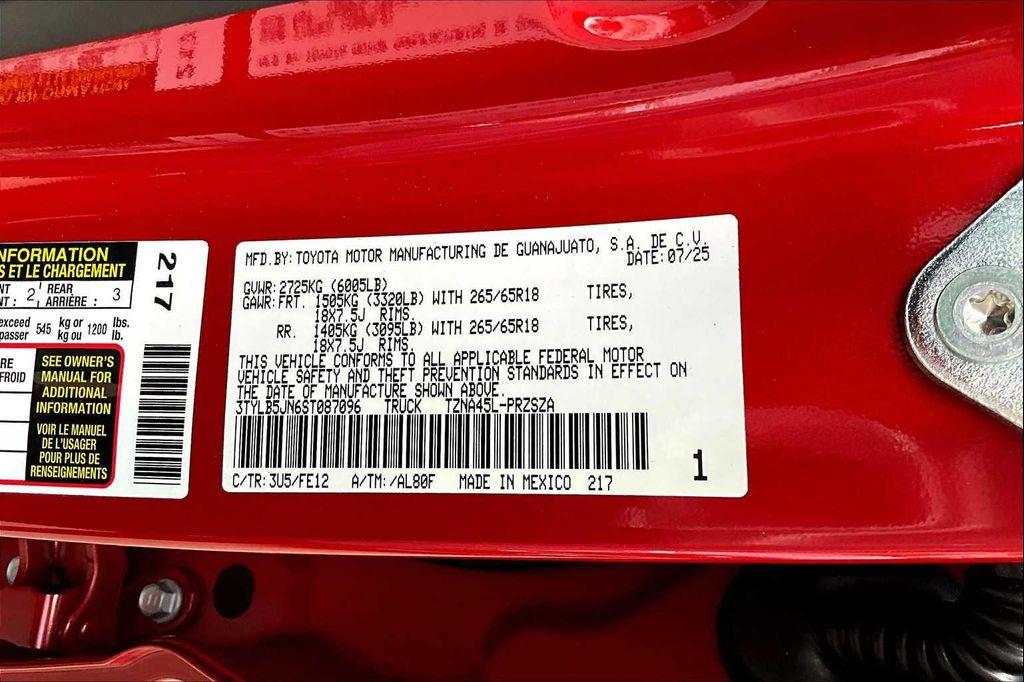 NFORMATION
S ET LE CHARGEMENT
NT : 2 REAR ARRIÈRE : 3
exceed 545 kg or 1200 lbs.
passer kg ou lb.
RE
FROID
SEE OWNER'S
MANUAL FOR
ADDITIONAL
INFORMATION
VOIR LE MANUEL
DE L'USAGER
POUR PLUS DE
RENSEIGNEMENTS
217
MFD.BY:TOYOTA MOTOR MANUFACTURING DE GUANAJUATO, S.A. DE C.V.
DATE:07/25
GVWR:2725KG (6005LB)
GAWR:FRT. 1505KG (3320LB) WITH 265/65R18 TIRES,
18X7.5J RIMS.
RR. 1405KG (3095LB) WITH 265/65R18 TIRES,
18X7.5J RIMS.
THIS VEHICLE CONFORMS TO ALL APPLICABLE FEDERAL MOTOR
VEHICLE SAFETY AND THEFT PREVENTION STANDARDS IN EFFECT ON
THE DATE OF MANUFACTURE SHOWN ABOVE.
3TYLB5JN6ST087096 TRUCK TZNA45L-PRZSZA
C/TR:3U5/FE12 A/TM:/AL80F MADE IN MEXICO 217
1